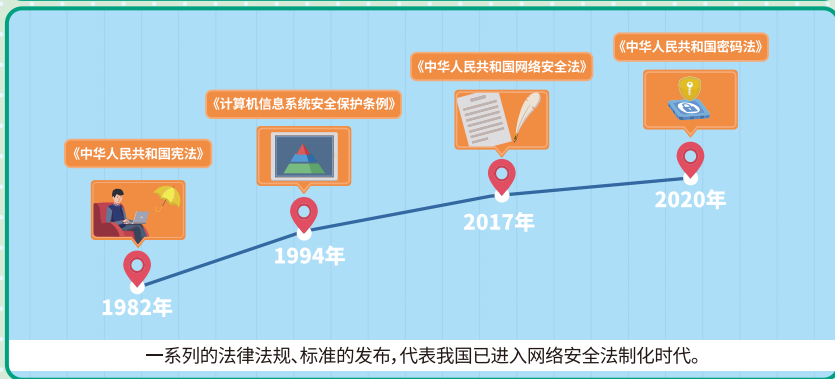 《中华人民共和国密码法》
《中华人民共和国网络安全法》
《计算机信息系统安全保护条例》
《中华人民共和国宪法》
2020年
2017年
1994年
1982年
一系列的法律法规、标准的发布,代表我国已进入网络安全法制化时代。